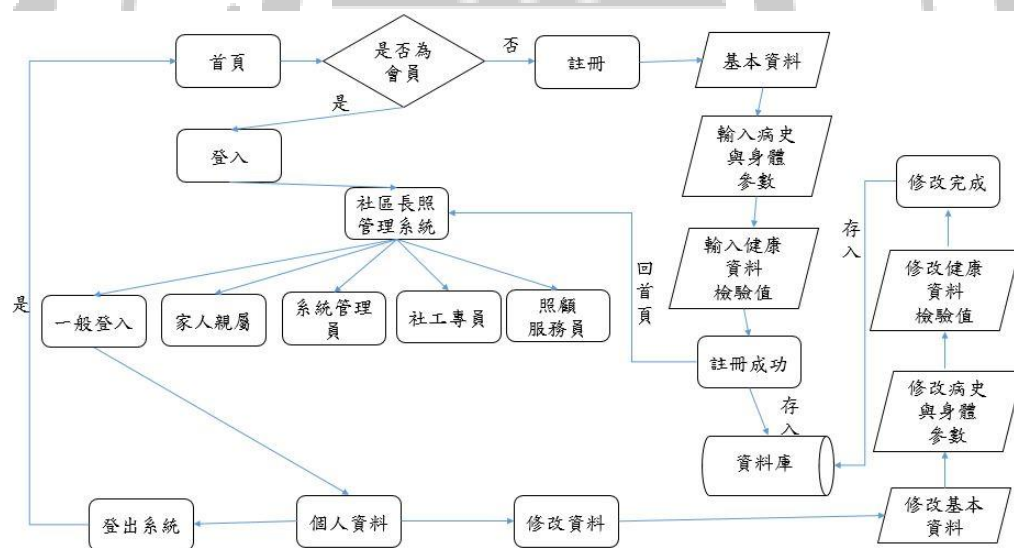 首頁
是否為
會員
否
註冊
基本資料
是
登入
輸入病史
與身體
參數
修改完成
社區長照
管理系統
存
入
輸入健康
資料
檢驗值
回
首
頁
修改健康
資料
檢驗值
是
一般登入
家人親屬
系統管理
員
社工專員
照顧
服務員
註冊成功
修改病史
與身體
參數
存
入
資料庫
登出系統
個人資料
修改資料
修改基本
資料